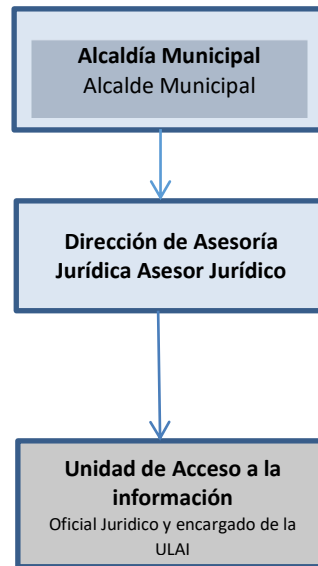 Alcaldía Municipal
Alcalde Municipal
Dirección de Asesoría
Jurídica Asesor Jurídico
Unidad de Acceso a la
información
Oficial Juridico y encargado de la
ULAI